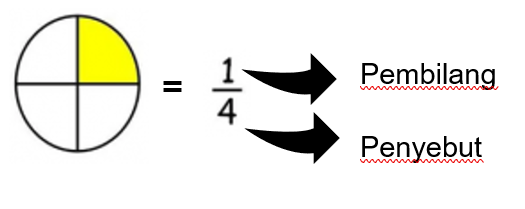 = 1/4
Pembilang
Penyebut